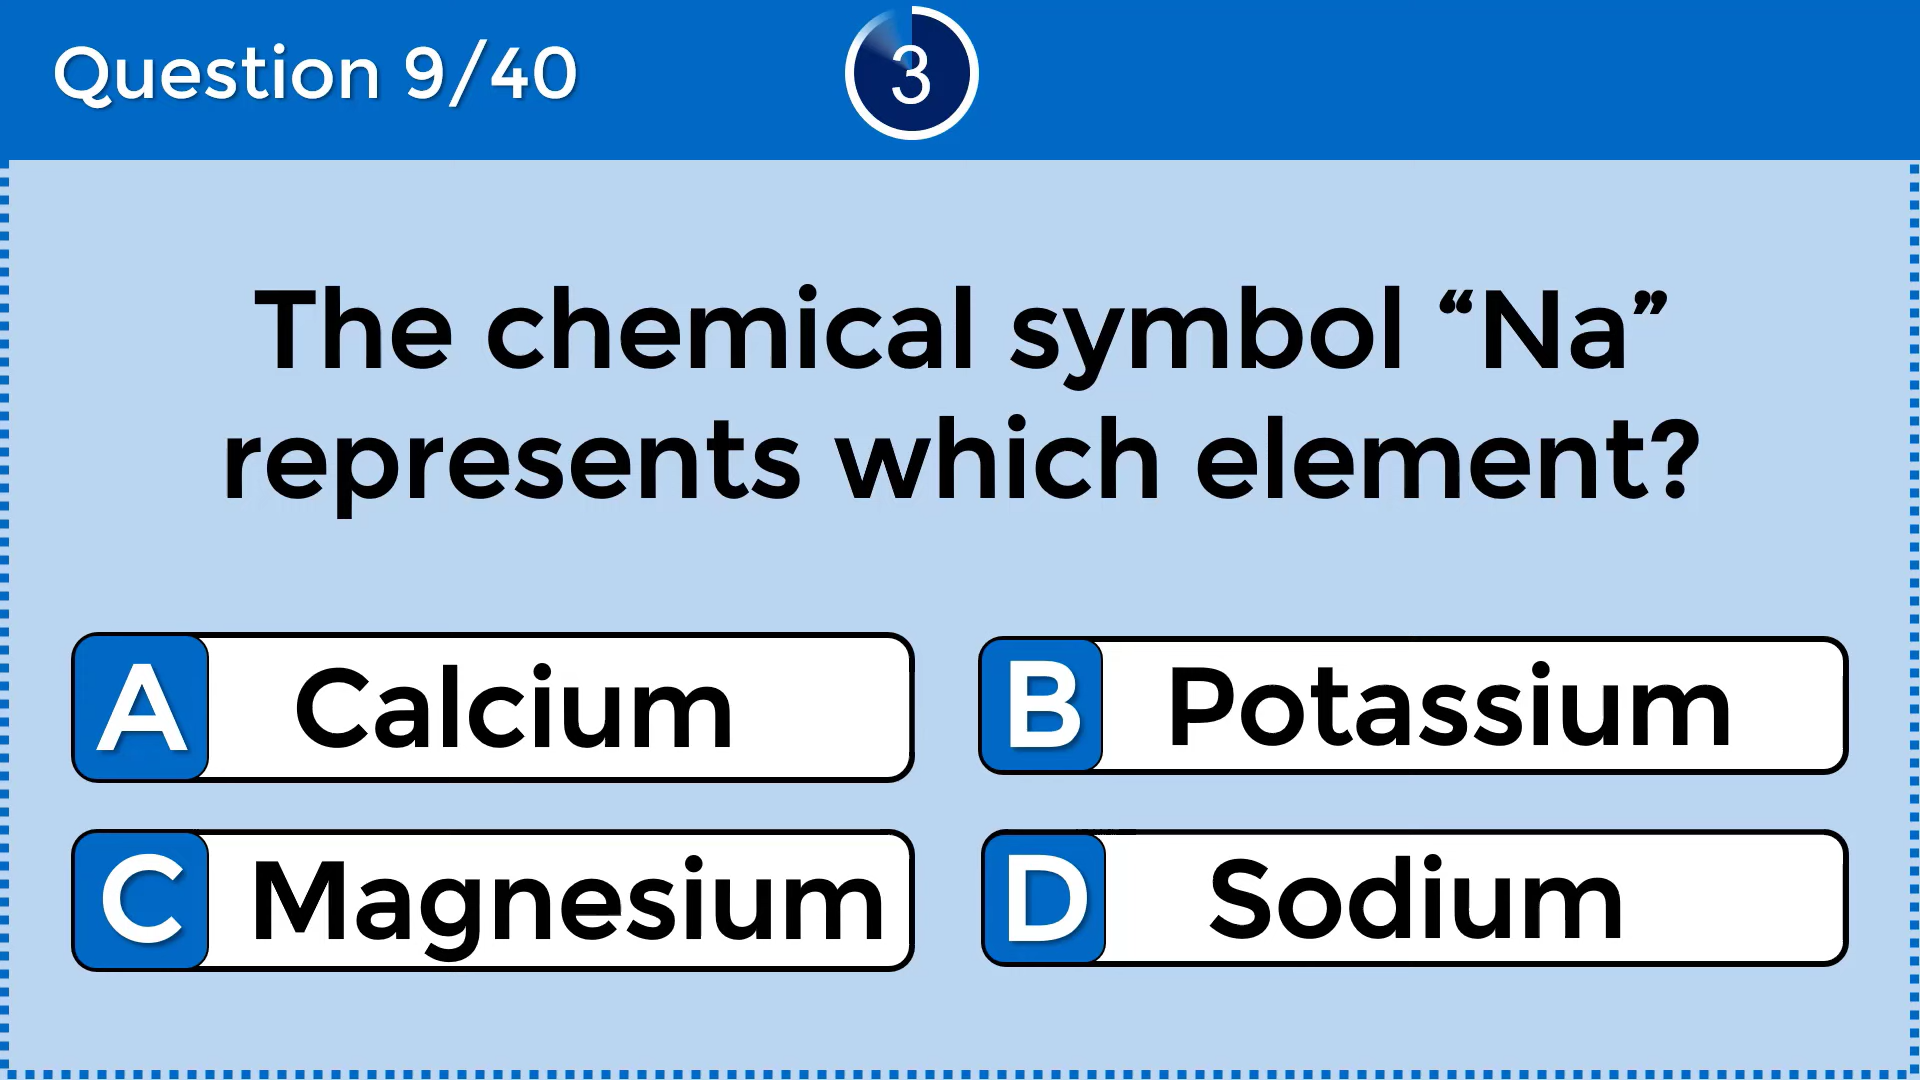 Question 9/40
3
The chemical symbol “Na”
represents which element?
A Calcium
B Potassium
C Magnesium
D Sodium